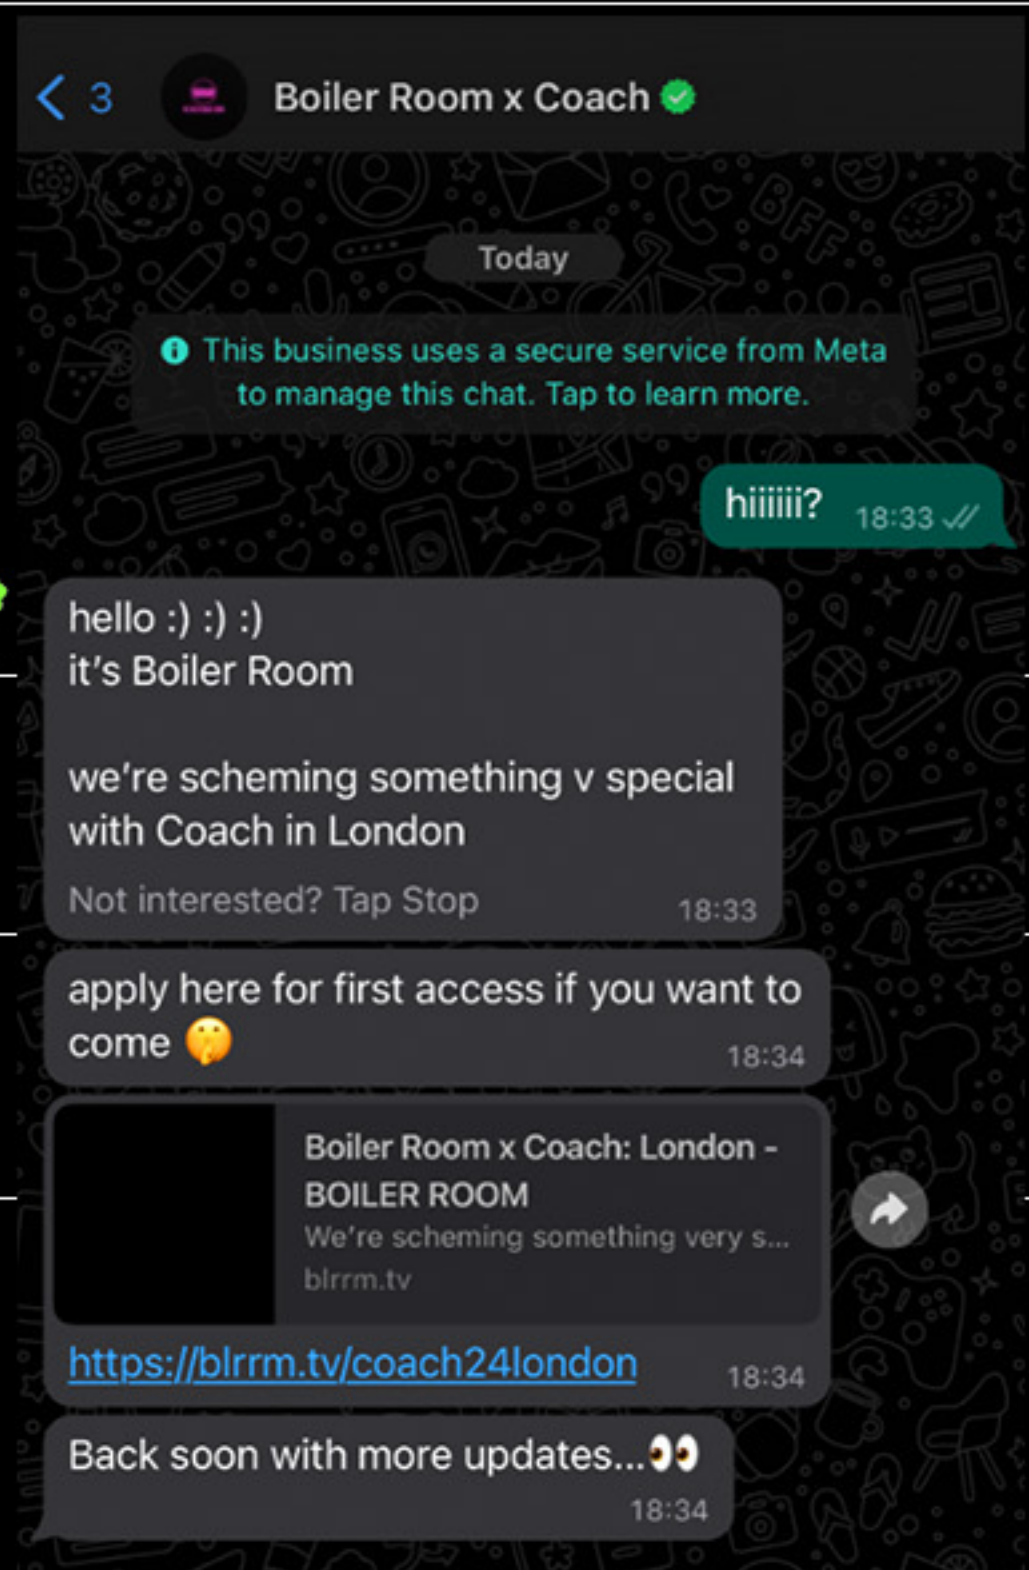 3
Boiler Room x Coach
Today
This business uses a secure service from Meta
to manage this chat. Tap to learn more.
hiiiiii? 18:33
hello :) :) :)
it's Boiler Room
we're scheming something v special
with Coach in London
Not interested? Tap Stop 18:33
apply here for first access if you want to
come 🤫 18:34
Boiler Room x Coach: London -
BOILER ROOM
We're scheming something very s...
blrrm.tv
https://blrrm.tv/coach24london 18:34
Back soon with more updates...👀
18:34